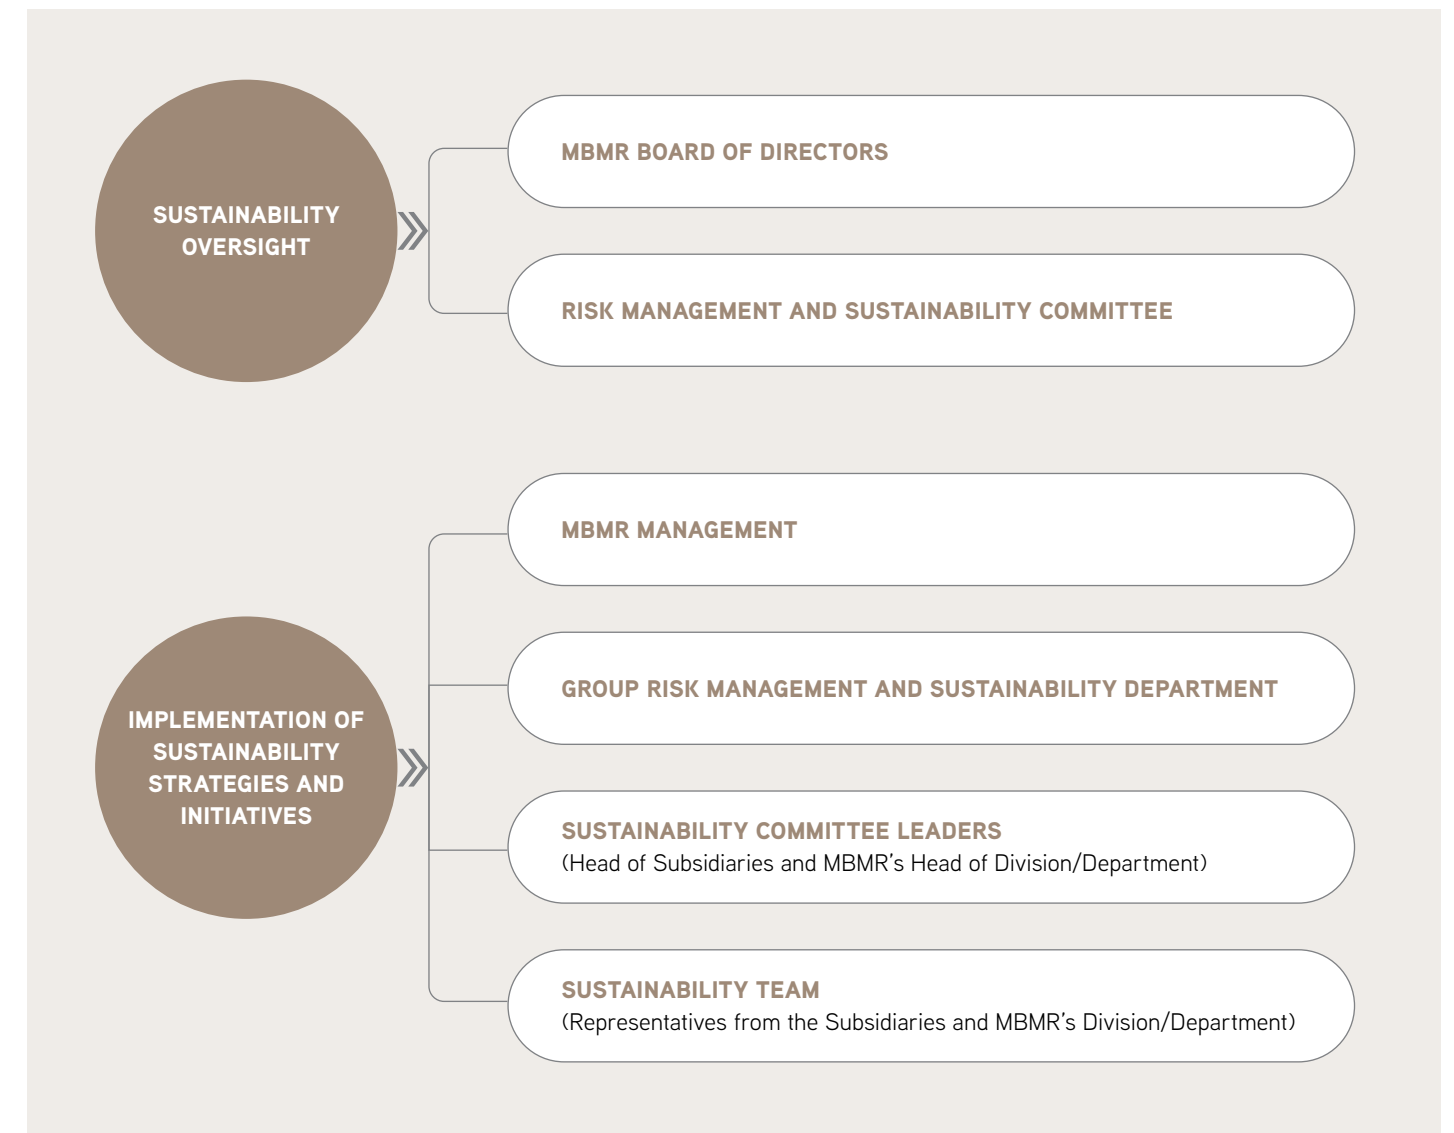 SUSTAINABILITY
OVERSIGHT
MBMR BOARD OF DIRECTORS
RISK MANAGEMENT AND SUSTAINABILITY COMMITTEE
IMPLEMENTATION OF
SUSTAINABILITY
STRATEGIES AND
INITIATIVES
MBMR MANAGEMENT
GROUP RISK MANAGEMENT AND SUSTAINABILITY DEPARTMENT
SUSTAINABILITY COMMITTEE LEADERS
(Head of Subsidiaries and MBMR's Head of Division/Department)
SUSTAINABILITY TEAM
(Representatives from the Subsidiaries and MBMR's Division/Department)